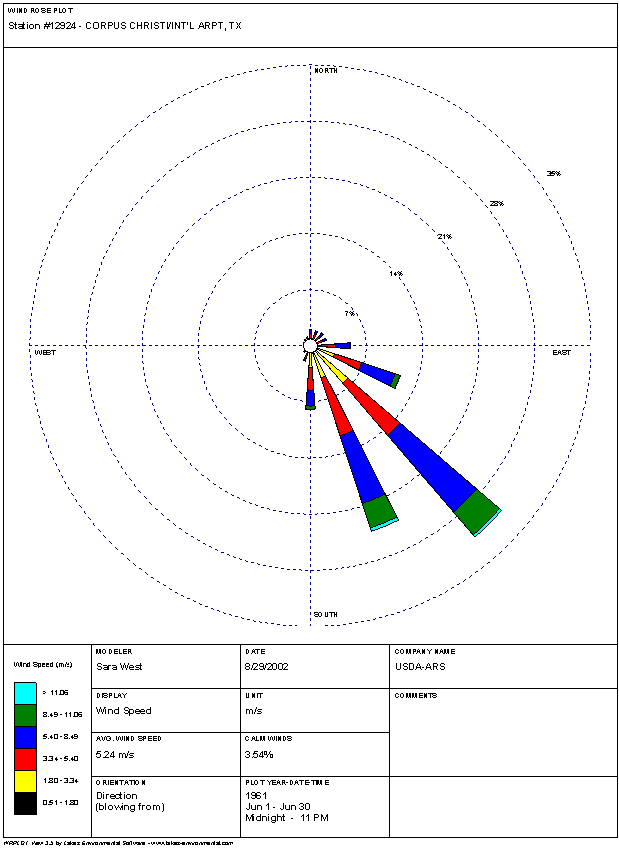 WIND ROSE PLOT
Station #12924 - CORPUS CHRISTI/INT'L ARPT, TX
NORTH
35%
28%
21%
14%
7%
WEST
EAST
SOUTH
Wind Speed (m/s)
> 11.06
8.49 - 11.06
5.40 - 8.49
3.34 - 5.40
1.80 - 3.34
0.51 - 1.80
MODELER
Sara West
DATE
8/29/2002
COMPANY NAME
USDA-ARS
DISPLAY
Wind Speed
UNIT
m/s
COMMENTS
AVG. WIND SPEED
5.24 m/s
CALM WINDS
3.54%
ORIENTATION
Direction
(blowing from)
PLOT YEAR-DATE-TIME
1961
Jun 1 - Jun 30
Midnight - 11 PM
WRPLOT View 3.5 by Lakes Environmental Software - www.lakes-environmental.com